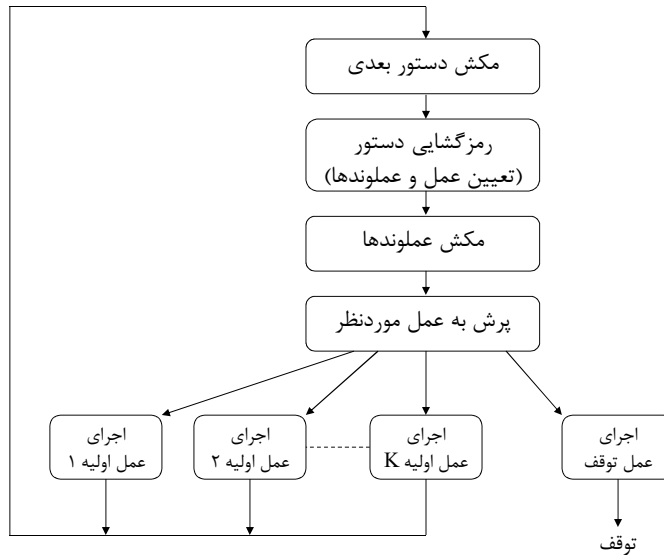 مکش دستور بعدی
رمزگشایی دستور
(تعیین عمل و عملوندها)
مکش عملوندها
پرش به عمل موردنظر
اجرای
عمل اولیه ۱
اجرای
عمل اولیه ۲
اجرای
عمل اولیه K
اجرای
عمل توقف
توقف